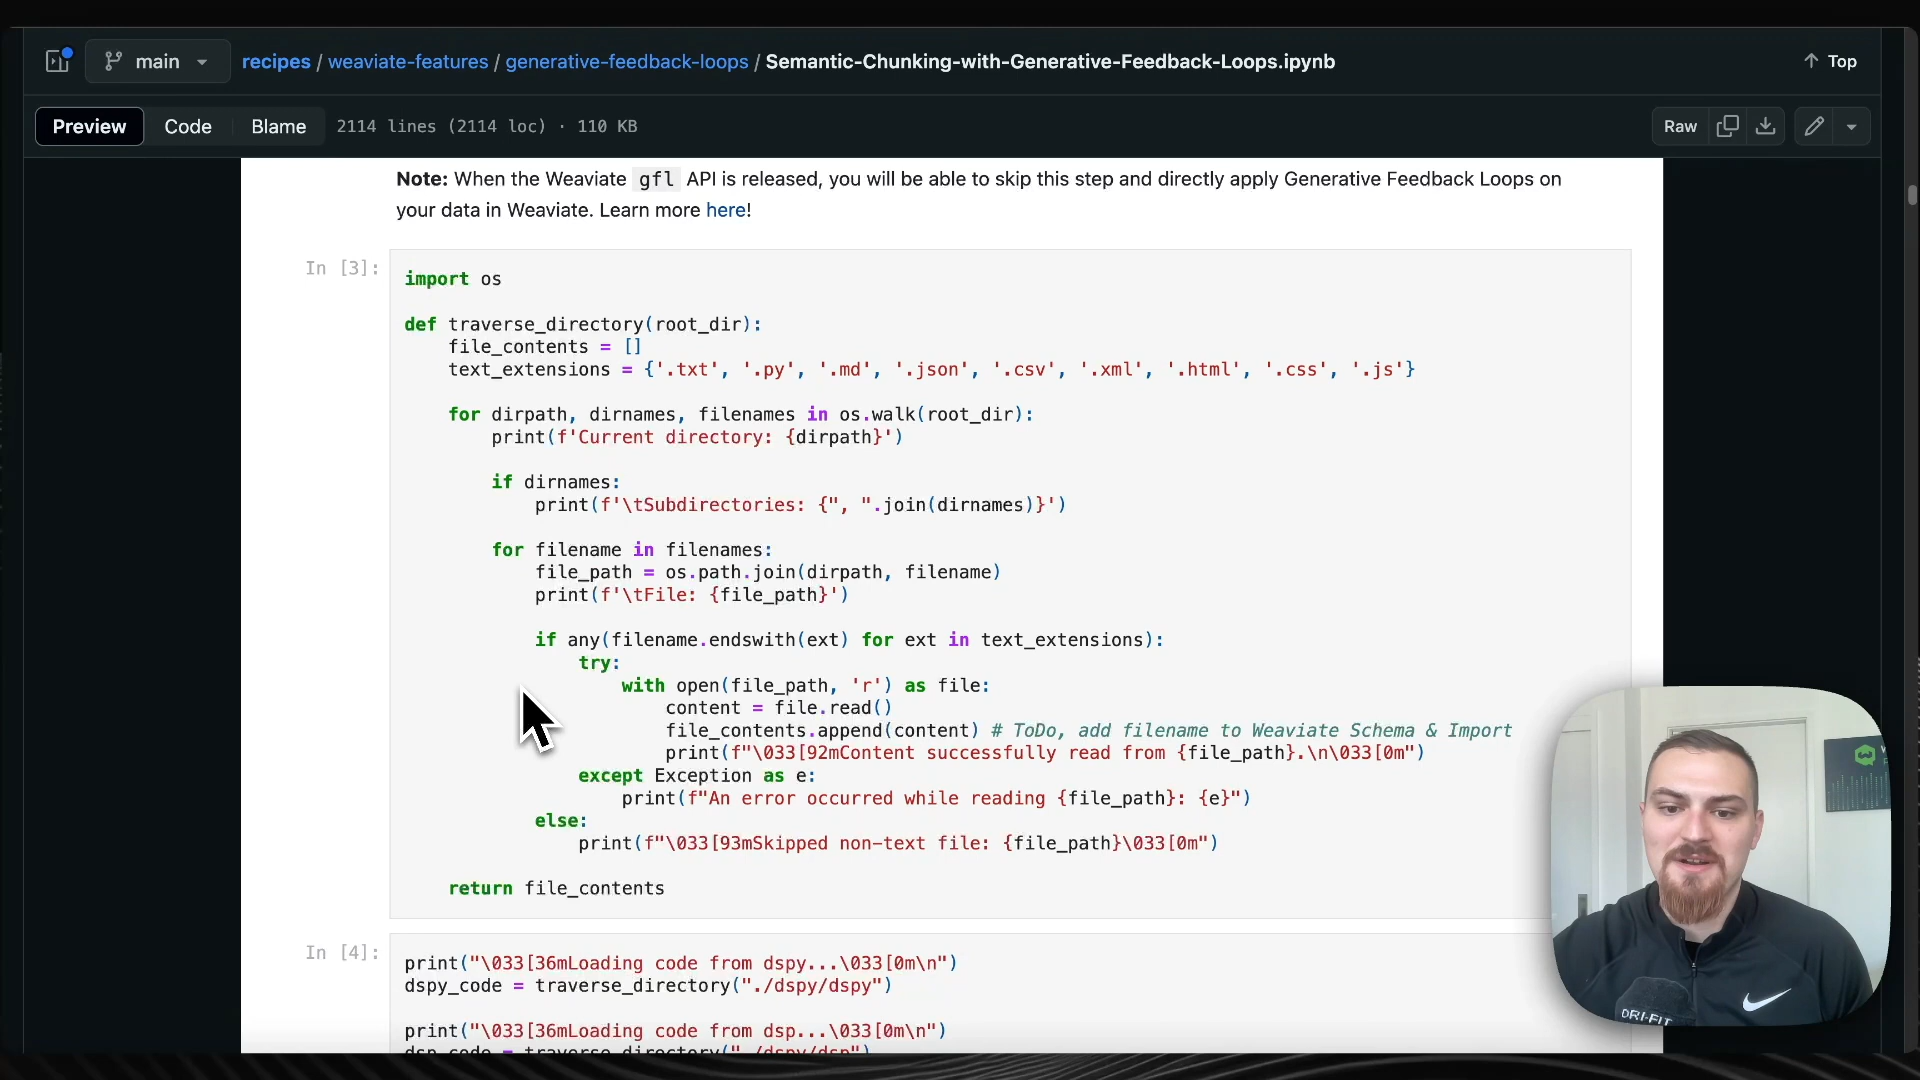 main
recipes / weaviate-features / generative-feedback-loops / Semantic-Chunking-with-Generative-Feedback-Loops.ipynb
Top
Preview
Code
Blame
2114 lines (2114 loc) · 110 KB
Raw
Note: When the Weaviate gfl API is released, you will be able to skip this step and directly apply Generative Feedback Loops on
your data in Weaviate. Learn more here!
In [3]:
import os
def traverse_directory(root_dir):
    file_contents = []
    text_extensions = {'.txt', '.py', '.md', '.json', '.csv', '.xml', '.html', '.css', '.js'}
    for dirpath, dirnames, filenames in os.walk(root_dir):
        print(f'Current directory: {dirpath}')
        if dirnames:
            print(f'\tSubdirectories: {", ".join(dirnames)}')
        for filename in filenames:
            file_path = os.path.join(dirpath, filename)
            print(f'\tFile: {file_path}')
            if any(filename.endswith(ext) for ext in text_extensions):
                try:
                    with open(file_path, 'r') as file:
                        content = file.read()
                        file_contents.append(content) # ToDo, add filename to Weaviate Schema & Import
                        print(f"\033[92mContent successfully read from {file_path}.\n\033[0m")
                except Exception as e:
                    print(f"An error occurred while reading {file_path}: {e}")
            else:
                print(f"\033[93mSkipped non-text file: {file_path}\033[0m")
    return file_contents
In [4]:
print("\033[36mLoading code from dspy...\033[0m\n")
dspy_code = traverse_directory("./dspy/dspy")
print("\033[36mLoading code from dsp...\033[0m\n")
dsp_code = traverse_directory("./dspy/dsp")
DRI-FIT